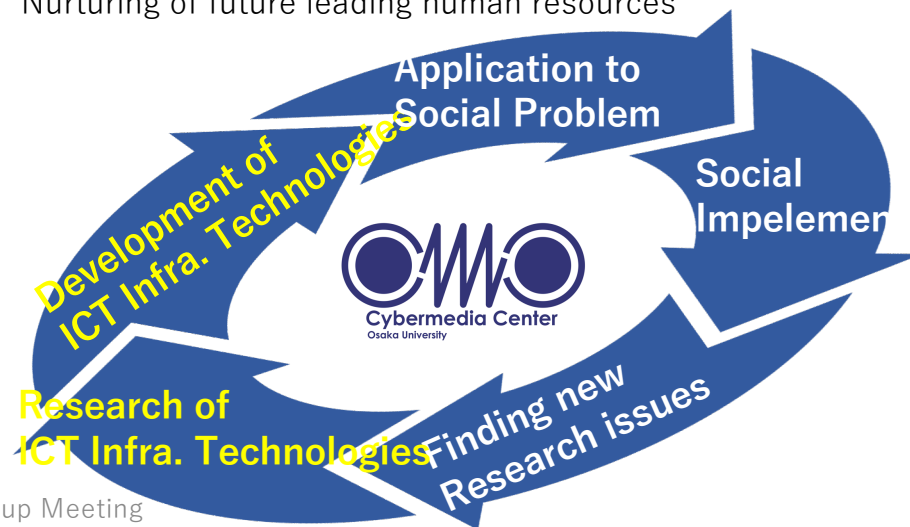 Nurturing of future leading human resources
Application to
Social Problem
Social
Impelemen
Development of
ICT Infra. Technologies
Cybermedia Center
Osaka University
Finding new
Research issues
Research of
ICT Infra. Technologies
up Meeting